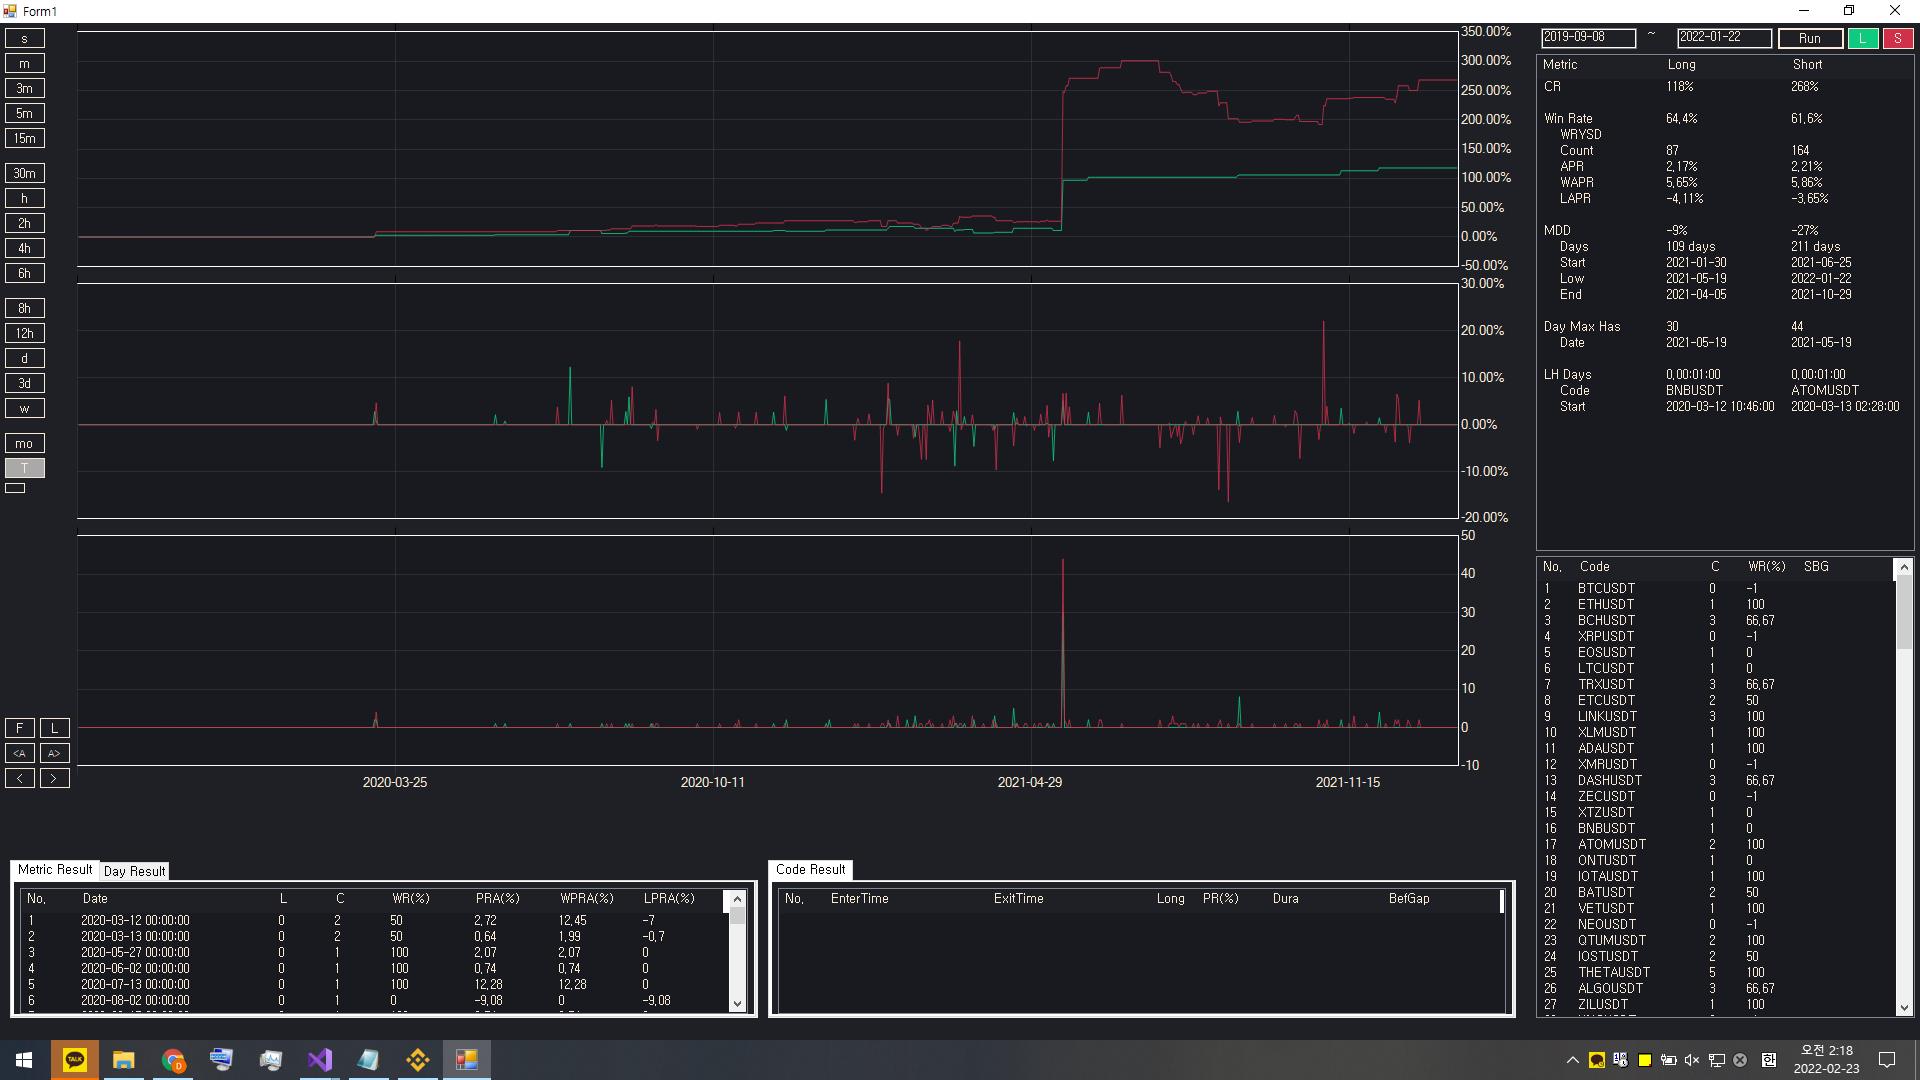 Form1
s
m
3m
5m
15m
30m
h
2h
4h
6h
8h
12h
d
3d
w
mo
T
F L
<A A>
< >
350.00%
300.00%
250.00%
200.00%
150.00%
100.00%
50.00%
0.00%
-50.00%
30.00%
20.00%
10.00%
0.00%
-10.00%
-20.00%
50
40
30
20
10
0
-10
2020-03-25 2020-10-11 2021-04-29 2021-11-15
2019-09-08 ~ 2022-01-22 Run L S
Metric Long Short
CR 118% 268%
Win Rate 64,4% 61,6%
WRYSD
Count 87 164
APR 2,17% 2,21%
WAPR 5,65% 5,86%
LAPR -4,11% -3,65%
MDD -9% -27%
Days 109 days 211 days
Start 2021-01-30 2021-06-25
Low 2021-05-19 2022-01-22
End 2021-04-05 2021-10-29
Day Max Has 30 44
Date 2021-05-19 2021-05-19
LH Days 0,00:01:00 0,00:01:00
Code BNBUSDT ATOMUSDT
Start 2020-03-12 10:46:00 2020-03-13 02:28:00
No, Code C WR(%) SBG
1 BTCUSDT 0 -1
2 ETHUSDT 1 100
3 BCHUSDT 3 66,67
4 XRPUSDT 0 -1
5 EOSUSDT 1 0
6 LTCUSDT 1 0
7 TRXUSDT 3 66,67
8 ETCUSDT 2 50
9 LINKUSDT 3 100
10 XLMUSDT 1 100
11 ADAUSDT 1 100
12 XMRUSDT 0 -1
13 DASHUSDT 3 66,67
14 ZECUSDT 0 -1
15 XTZUSDT 1 0
16 BNBUSDT 1 0
17 ATOMUSDT 2 100
18 ONTUSDT 1 0
19 IOTAUSDT 1 100
20 BATUSDT 2 50
21 VETUSDT 1 100
22 NEOUSDT 0 -1
23 QTUMUSDT 2 100
24 IOSTUSDT 2 50
25 THETAUSDT 5 100
26 ALGOUSDT 3 66,67
27 ZILUSDT 1 100
Metric Result Day Result
No, Date L C WR(%) PRA(%) WPRA(%) LPRA(%)
1 2020-03-12 00:00:00 0 2 50 2,72 12,45 -7
2 2020-03-13 00:00:00 0 2 50 0,64 1,99 -0,7
3 2020-05-27 00:00:00 0 1 100 2,07 2,07 0
4 2020-06-02 00:00:00 0 1 100 0,74 0,74 0
5 2020-07-13 00:00:00 0 1 100 12,28 12,28 0
6 2020-08-02 00:00:00 0 1 0 -9,08 0 -9,08
Code Result
No, EnterTime ExitTime Long PR(%) Dura BefGap
TALK
오전 2:18
2022-02-23